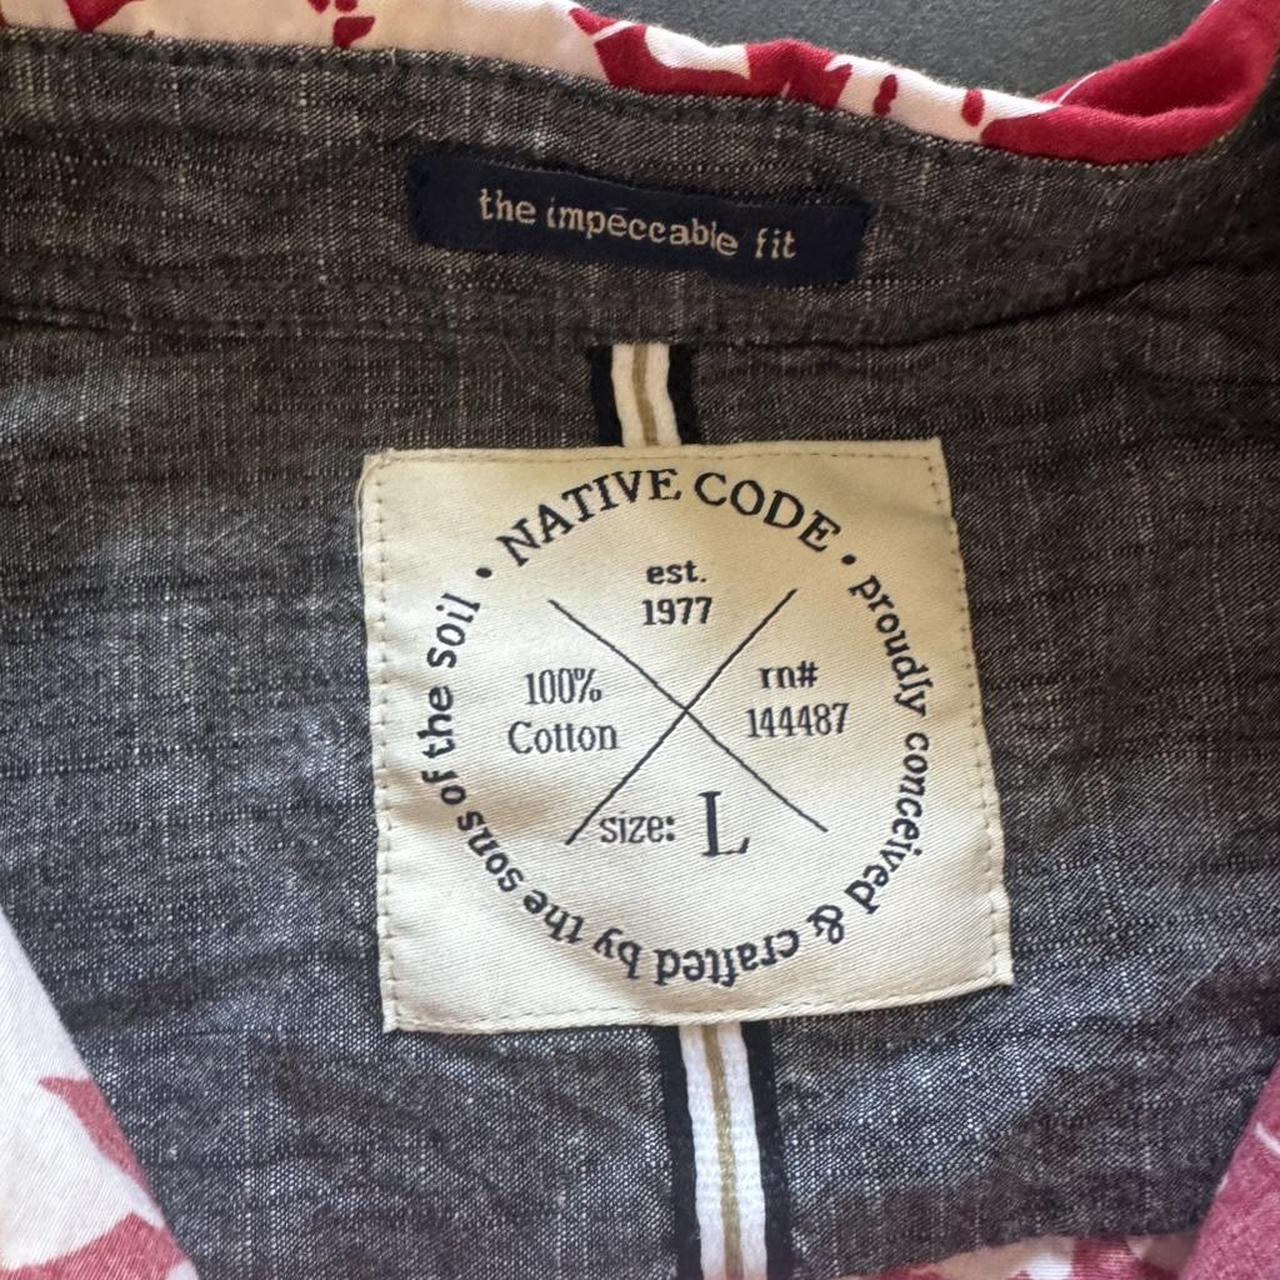 the impeccable fit
• NATIVE CODE • proudly conceived & crafted by the sons of the soil
est.
1977
100%
Cotton
rn#
144487
size: L